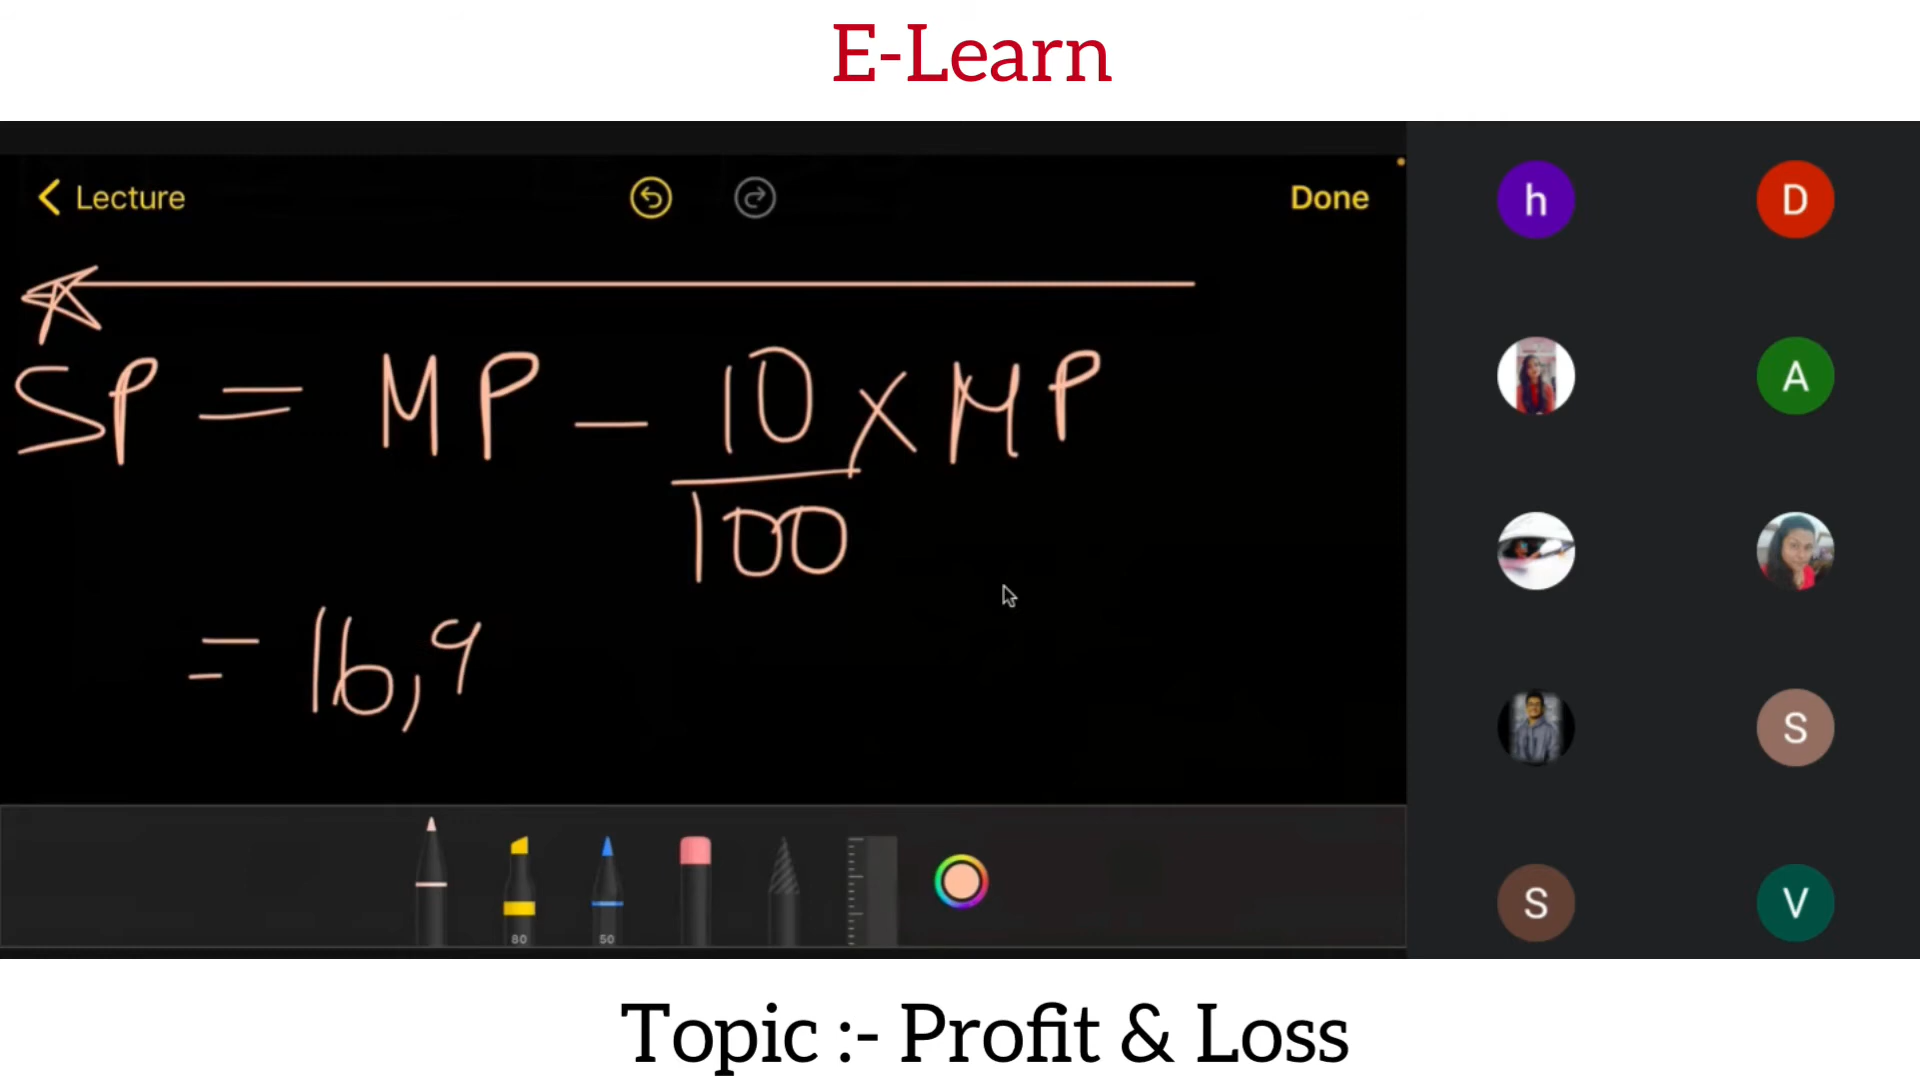 E-Learn
Lecture
Done
SP = MP - 10/100 x MP
= 16,9
80
50
h
D
A
S
S
V
Topic :- Profit & Loss